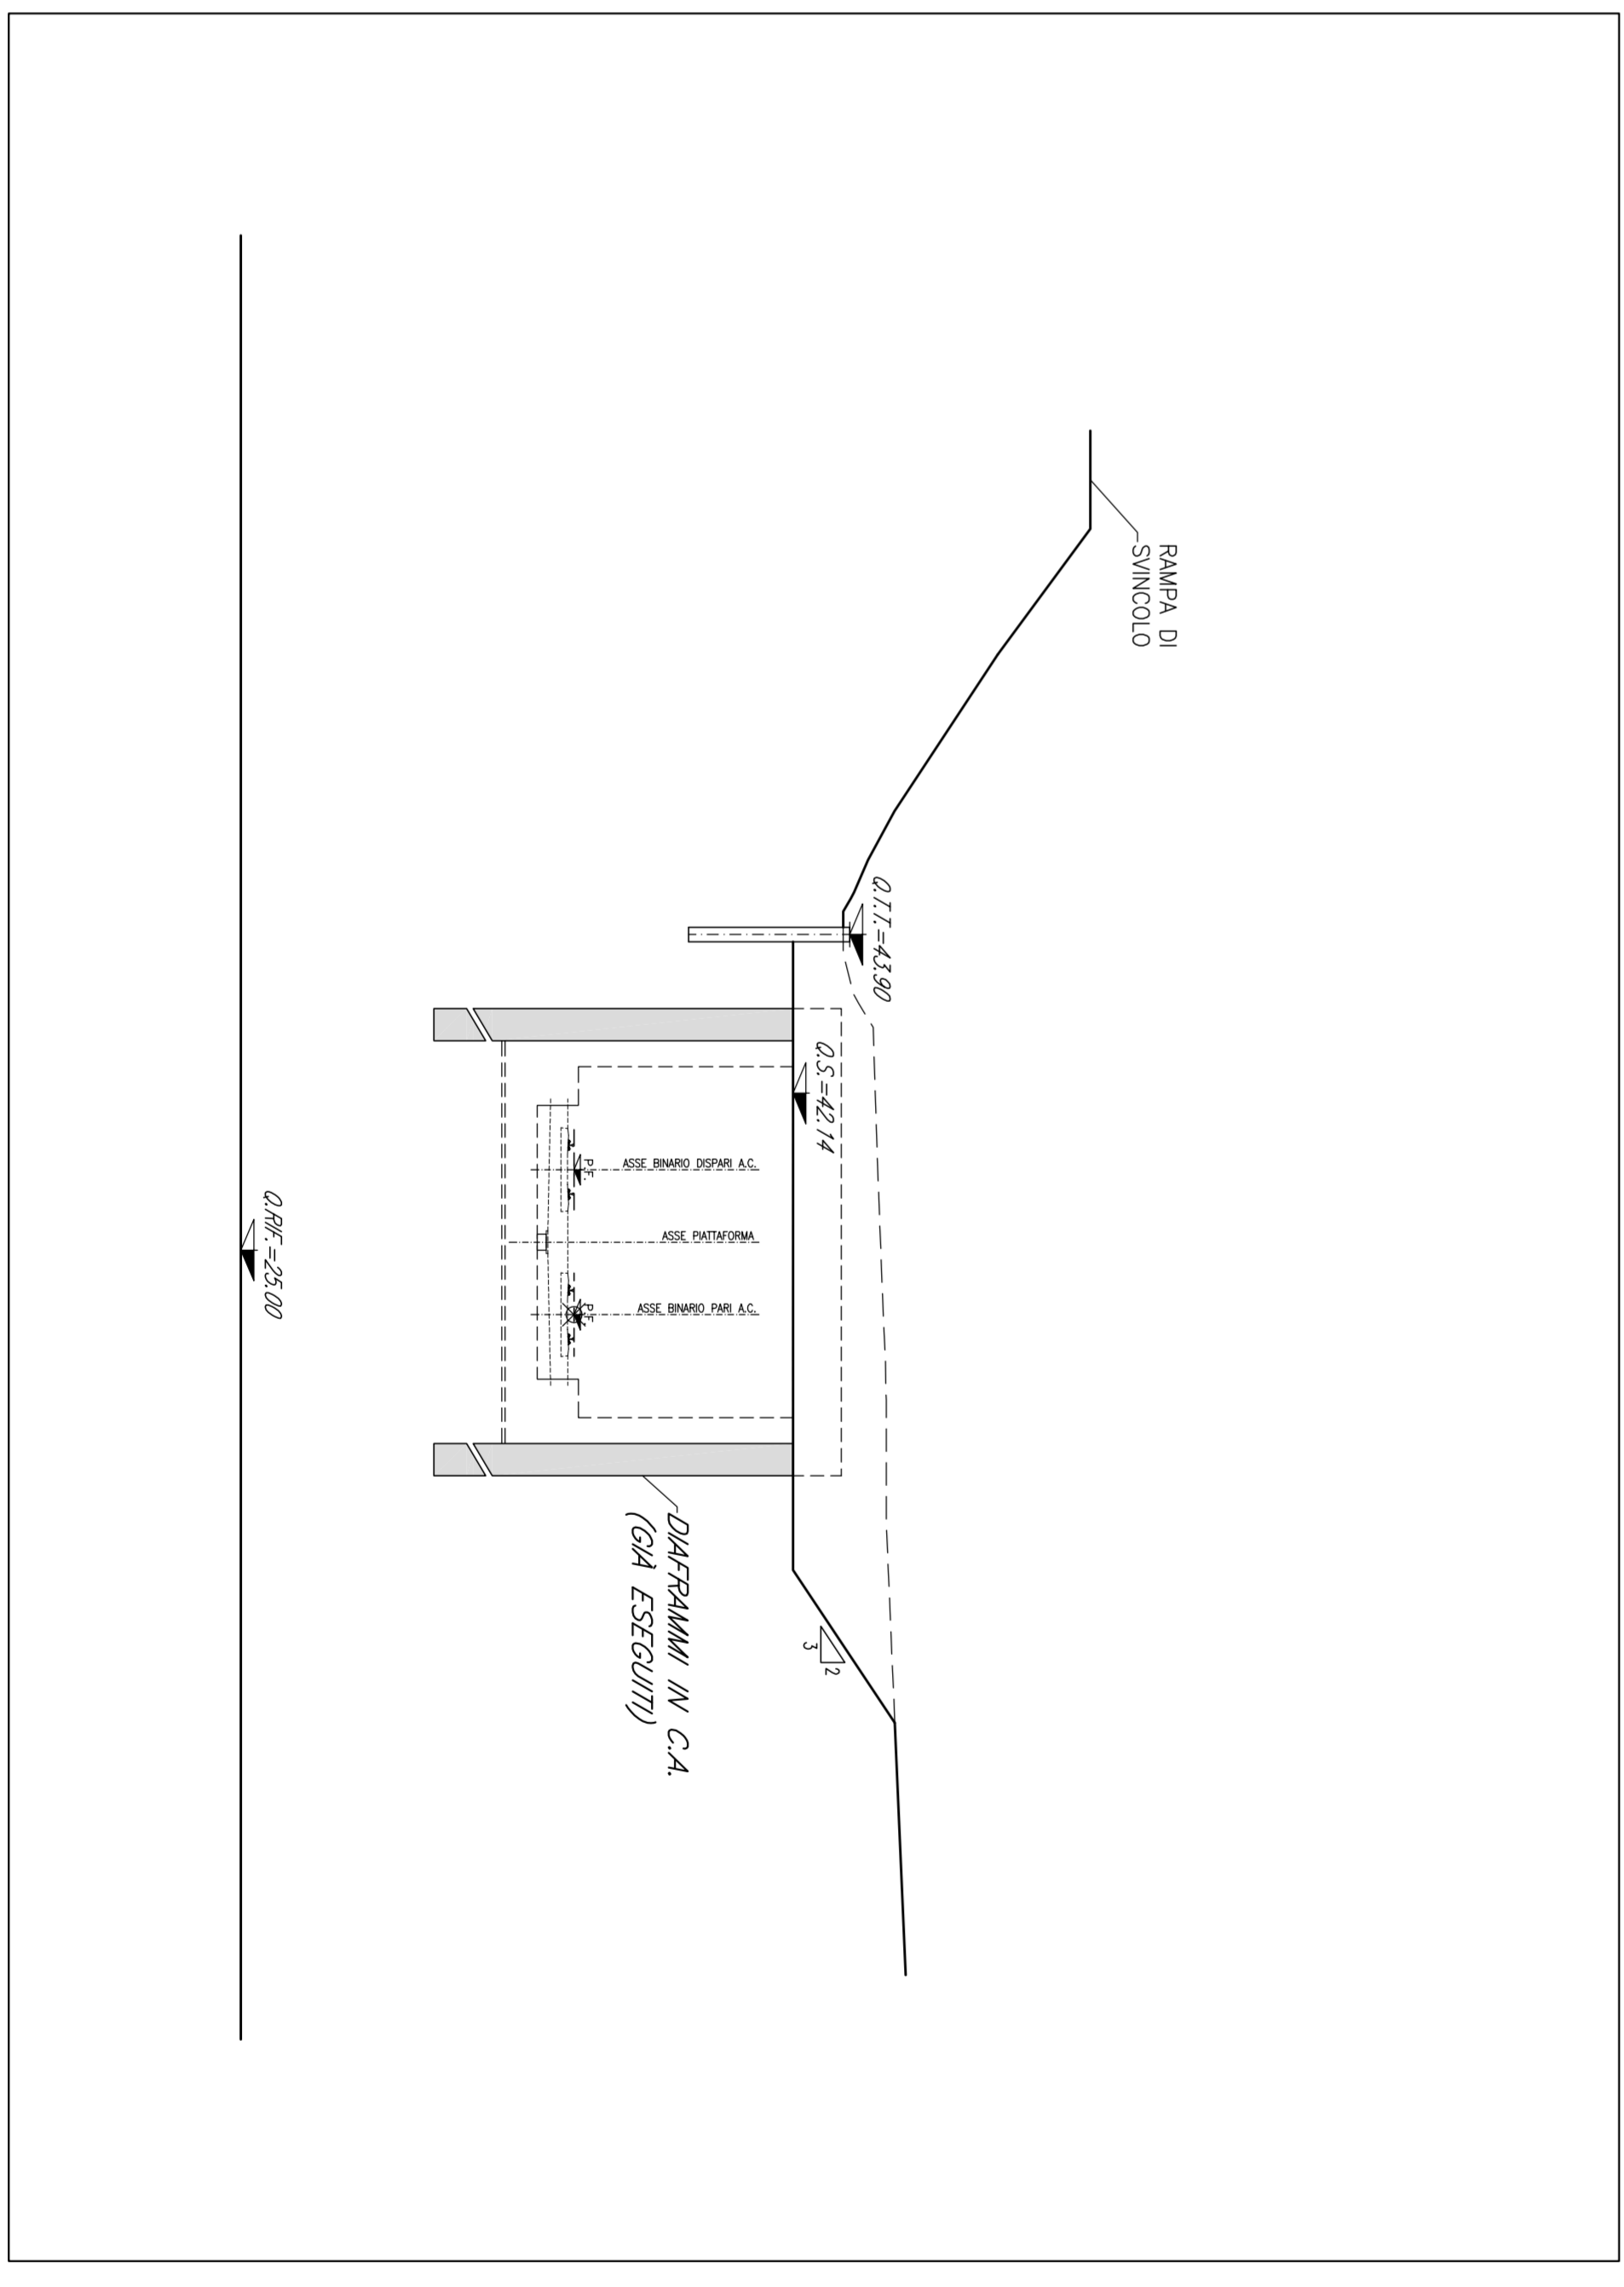 RAMPA DI
SVINCOLO
Q.T.T.=43.90
Q.S.=42.14
2
3
ASSE BINARIO DISPARI A.C.
ASSE PIATTAFORMA
ASSE BINARIO PARI A.C.
P.F.
P.F.
DIAFRAMMI IN C.A.
(GIÀ ESEGUITI)
Q.RIF.=25.00